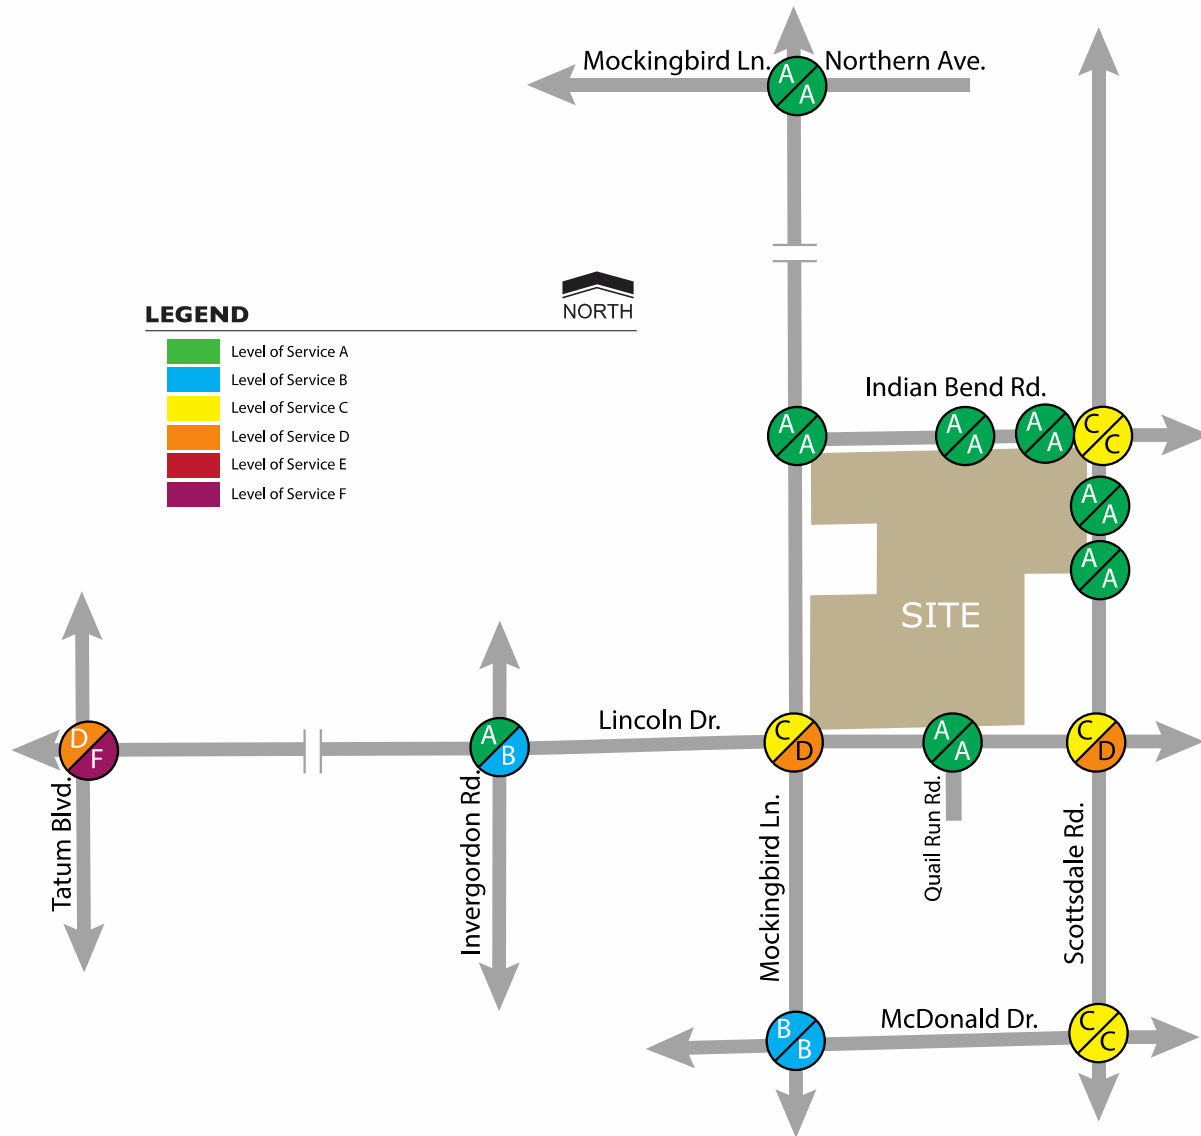 Mockingbird Ln.
Northern Ave.
A
A
NORTH
LEGEND
Level of Service A
Level of Service B
Level of Service C
Level of Service D
Level of Service E
Level of Service F
Indian Bend Rd.
A
A
A
A
A
A
C
C
A
A
A
A
SITE
Lincoln Dr.
D
F
A
B
C
D
A
A
C
D
Tatum Blvd.
Invergordon Rd.
Mockingbird Ln.
Quail Run Rd.
Scottsdale Rd.
McDonald Dr.
B
B
C
C